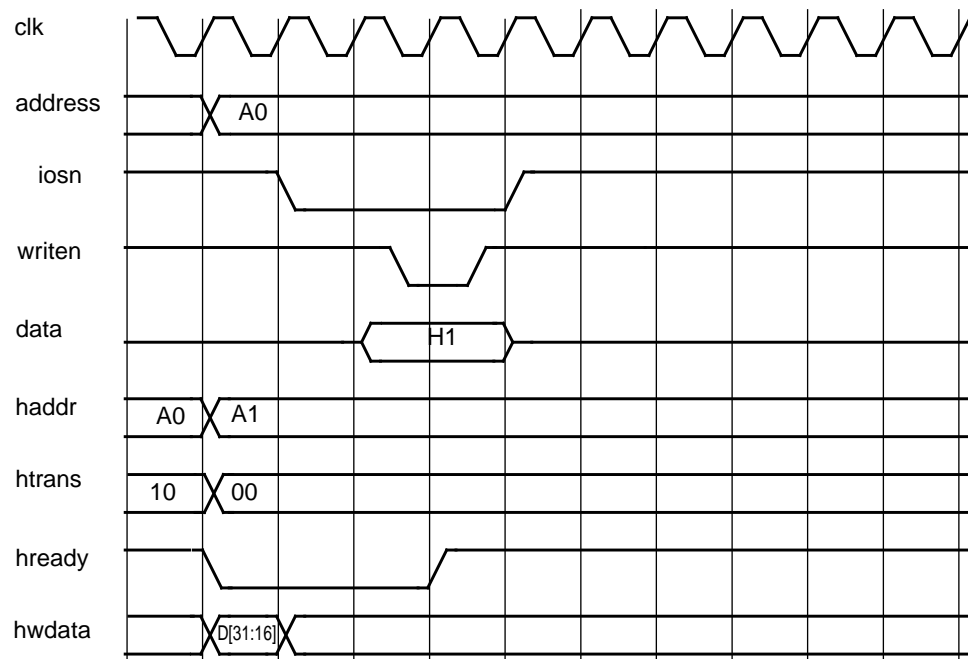 clk
address A0
iosn
writen
data H1
haddr A0 A1
htrans 10 00
hready
hwdata D[31:16]